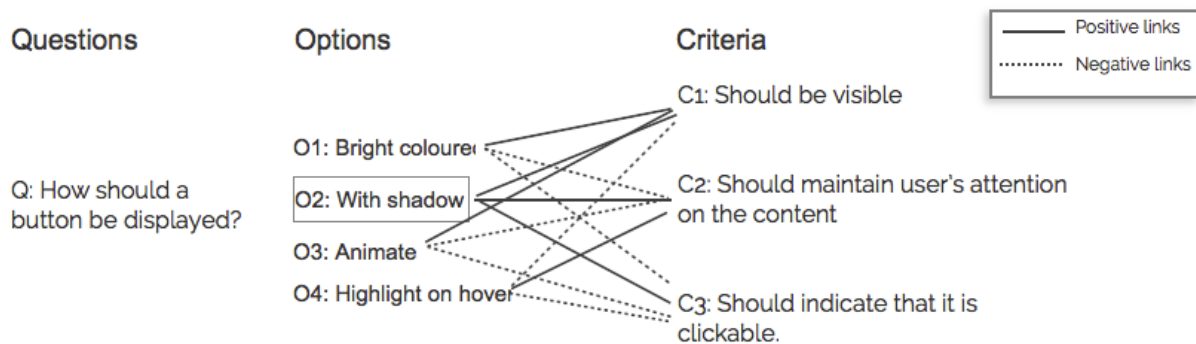 Questions
Options
Criteria
Positive links
Negative links
C1: Should be visible
O1: Bright coloure
Q: How should a
button be displayed?
O2: With shadow
C2: Should maintain user's attention
on the content
O3: Animate
O4: Highlight on hover
C3: Should indicate that it is
clickable.